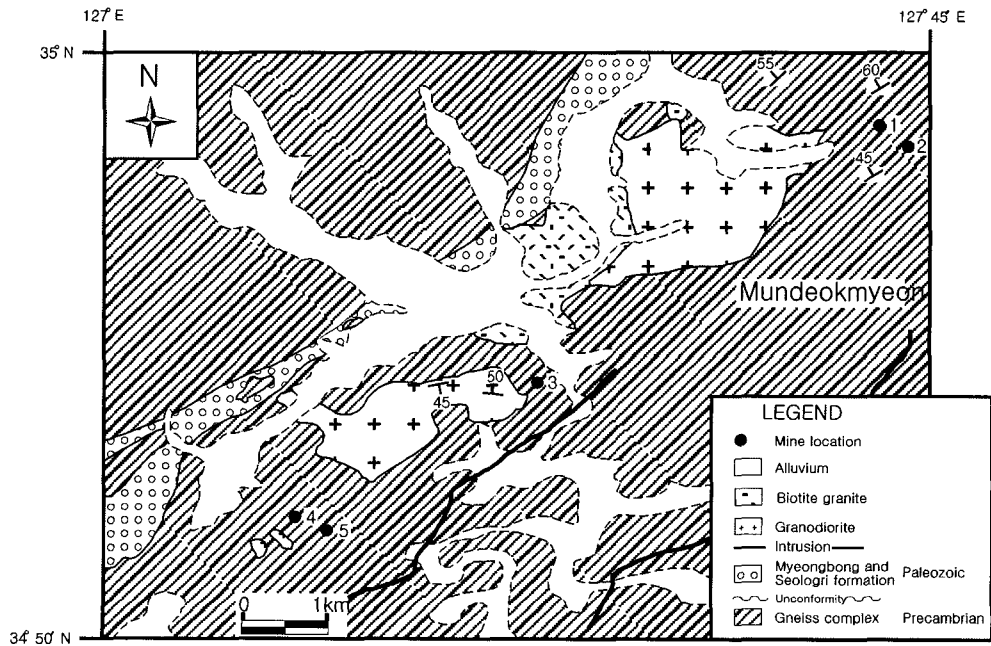 127° E
127° 45 E
35° N
N
55
60
1
2
45
Mundeokmyeon
50
3
45
4
5
0 1km
34° 50' N
LEGEND
Mine location
Alluvium
Biotite granite
Granodiorite
Intrusion
Myeongbong and
Seologri formation Paleozoic
Unconformity
Gneiss complex Precambrian